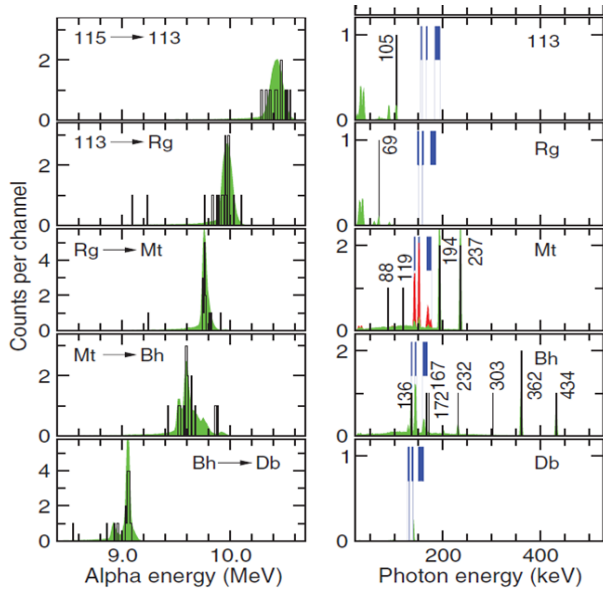 Counts per channel
115 → 113
2
0
113 → Rg
2
0
Rg → Mt
4
2
0
Mt → Bh
2
0
Bh → Db
4
2
0
9.0 10.0
Alpha energy (MeV)
113
105
1
0
Rg
69
1
0
Mt
88 119 194 237
2
0
Bh
136 167 172 232 303 362 434
2
0
Db
1
0
200 400
Photon energy (keV)